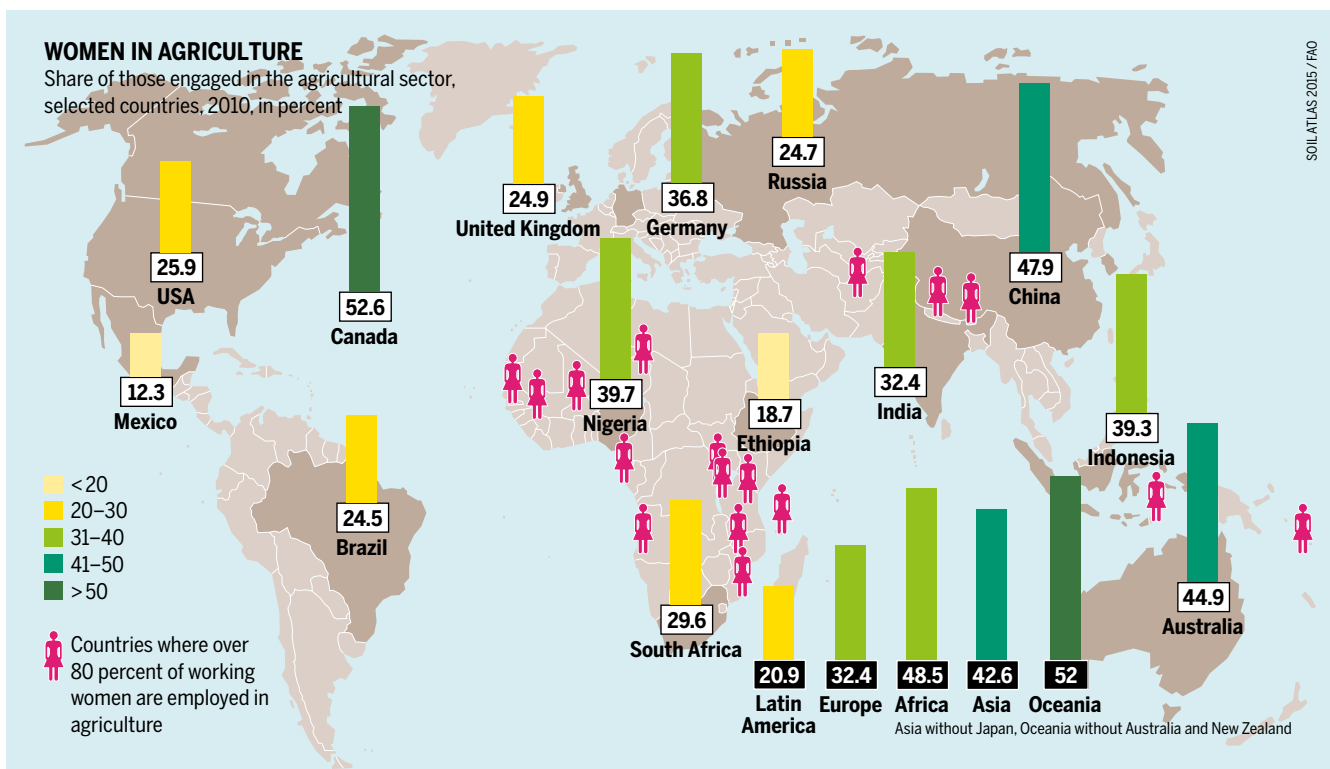 WOMEN IN AGRICULTURE
Share of those engaged in the agricultural sector,
selected countries, 2010, in percent
SOILATLAS 2015 / FAO
24.7
Russia
24.9
United Kingdom
36.8
Germany
25.9
USA
52.6
Canada
47.9
China
12.3
Mexico
39.7
Nigeria
18.7
Ethiopia
32.4
India
39.3
Indonesia
24.5
Brazil
<20
20–30
31–40
41–50
>50
Countries where over
80 percent of working
women are employed in
agriculture
29.6
South Africa
44.9
Australia
20.9
Latin
America
32.4
Europe
48.5
Africa
42.6
Asia
52
Oceania
Asia without Japan, Oceania without Australia and New Zealand